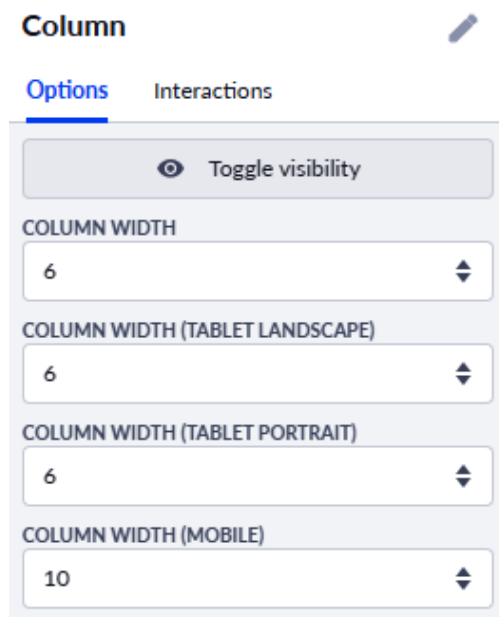 Column
Options Interactions
Toggle visibility
COLUMN WIDTH
6
COLUMN WIDTH (TABLET LANDSCAPE)
6
COLUMN WIDTH (TABLET PORTRAIT)
6
COLUMN WIDTH (MOBILE)
10